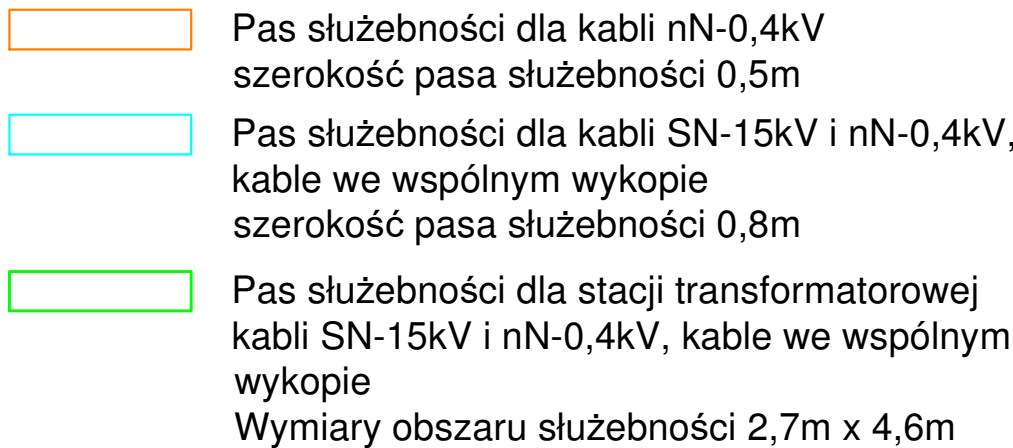 Pas służebności dla kabli nN-0,4kV
szerokość pasa służebności 0,5m
Pas służebności dla kabli SN-15kV i nN-0,4kV,
kable we wspólnym wykopie
szerokość pasa służebności 0,8m
Pas służebności dla stacji transformatorowej
kabli SN-15kV i nN-0,4kV, kable we wspólnym
wykopie
Wymiary obszaru służebności 2,7m x 4,6m